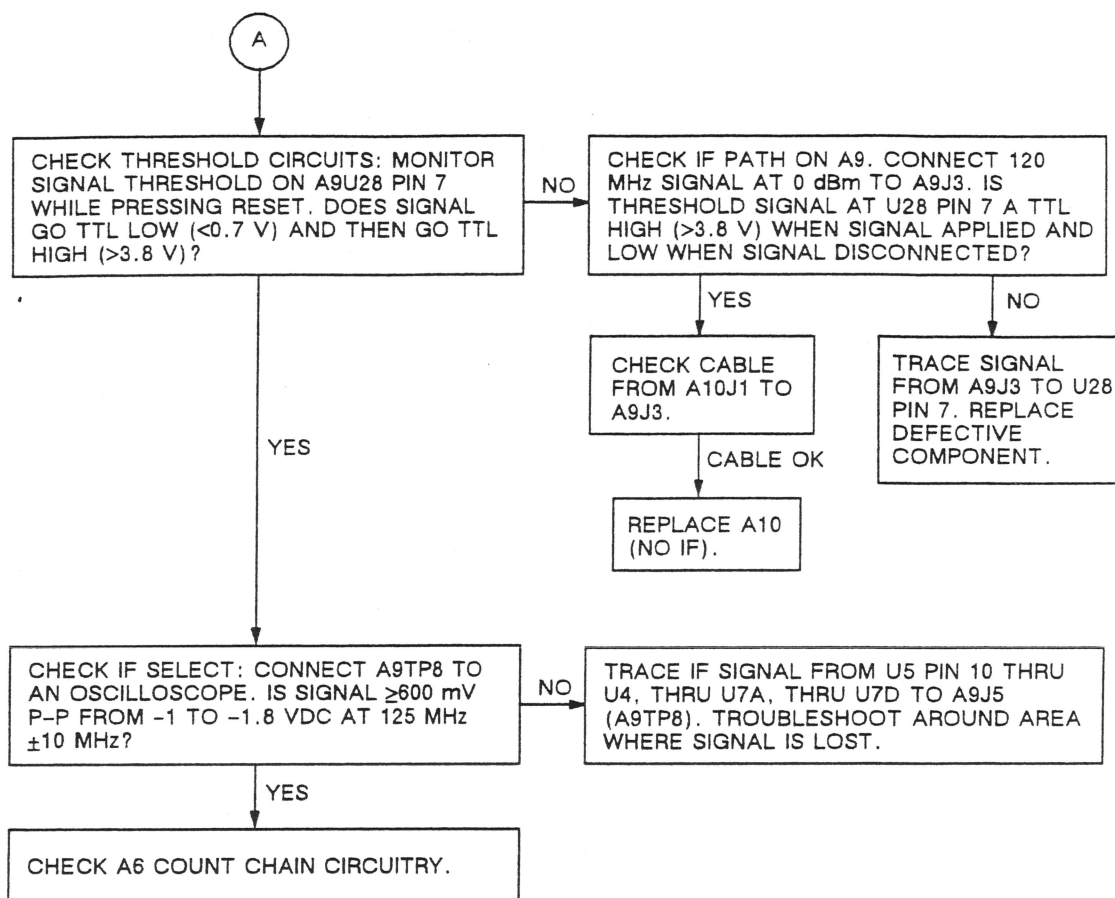 A
CHECK THRESHOLD CIRCUITS: MONITOR
SIGNAL THRESHOLD ON A9U28 PIN 7
WHILE PRESSING RESET. DOES SIGNAL
GO TTL LOW (<0.7 V) AND THEN GO TTL
HIGH (>3.8 V)?
NO
CHECK IF PATH ON A9. CONNECT 120
MHz SIGNAL AT 0 dBm TO A9J3. IS
THRESHOLD SIGNAL AT U28 PIN 7 A TTL
HIGH (>3.8 V) WHEN SIGNAL APPLIED AND
LOW WHEN SIGNAL DISCONNECTED?
YES
NO
CHECK CABLE
FROM A10J1 TO
A9J3.
TRACE SIGNAL
FROM A9J3 TO U28
PIN 7. REPLACE
DEFECTIVE
COMPONENT.
YES
CABLE OK
REPLACE A10
(NO IF).
CHECK IF SELECT: CONNECT A9TP8 TO
AN OSCILLOSCOPE. IS SIGNAL ≥600 mV
P-P FROM -1 TO -1.8 VDC AT 125 MHz
±10 MHz?
NO
TRACE IF SIGNAL FROM U5 PIN 10 THRU
U4, THRU U7A, THRU U7D TO A9J5
(A9TP8). TROUBLESHOOT AROUND AREA
WHERE SIGNAL IS LOST.
YES
CHECK A6 COUNT CHAIN CIRCUITRY.